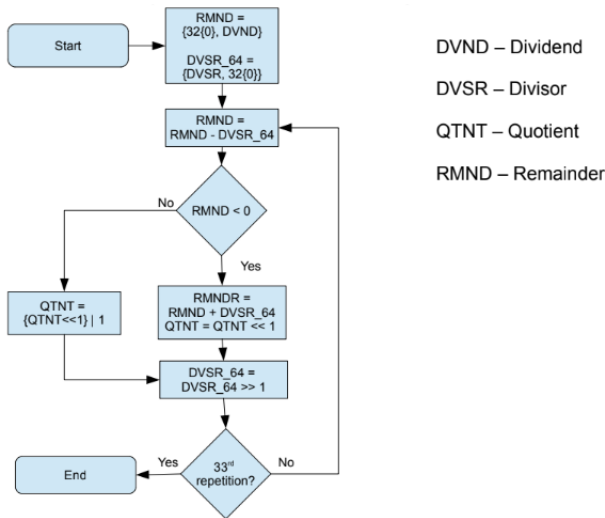 Start
RMND =
{32{0}, DVND}
DVSR_64 =
{DVSR, 32{0}}
RMND =
RMND - DVSR_64
RMND < 0
No
Yes
QTNT =
{QTNT<<1} | 1
RMNDR =
RMND + DVSR_64
QTNT = QTNT << 1
DVSR_64 =
DVSR_64 >> 1
33rd
repetition?
Yes
No
End
DVND – Dividend
DVSR – Divisor
QTNT – Quotient
RMND – Remainder